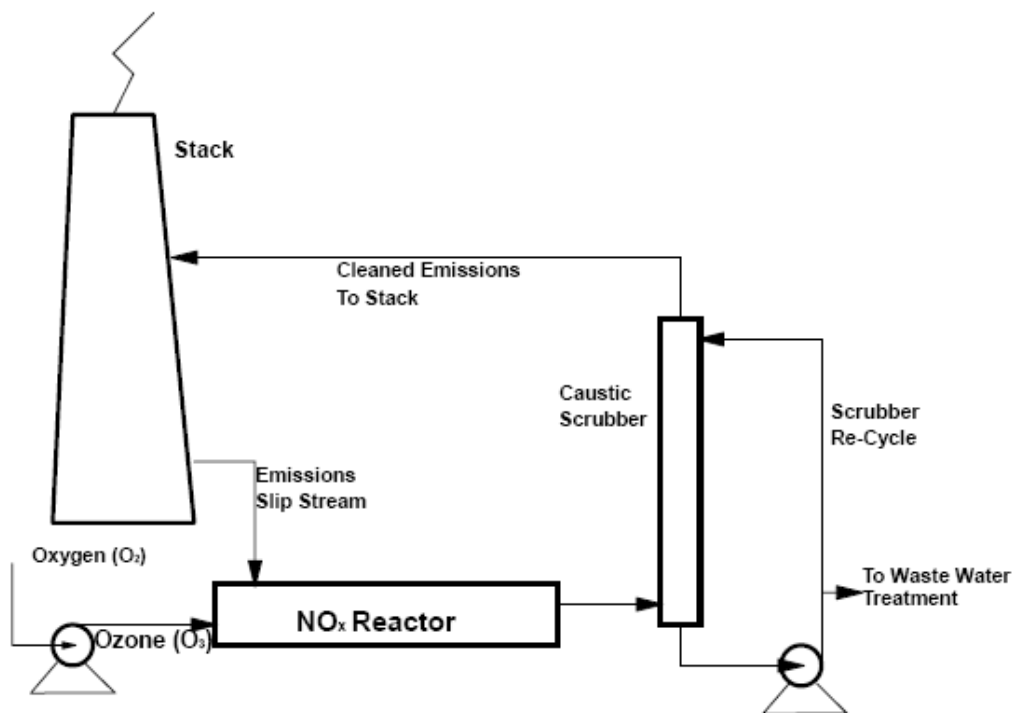 Stack
Cleaned Emissions
To Stack
Caustic
Scrubber
Scrubber
Re-Cycle
Emissions
Slip Stream
Oxygen (O₂)
To Waste Water
Treatment
NOₓ Reactor
Ozone (O₃)